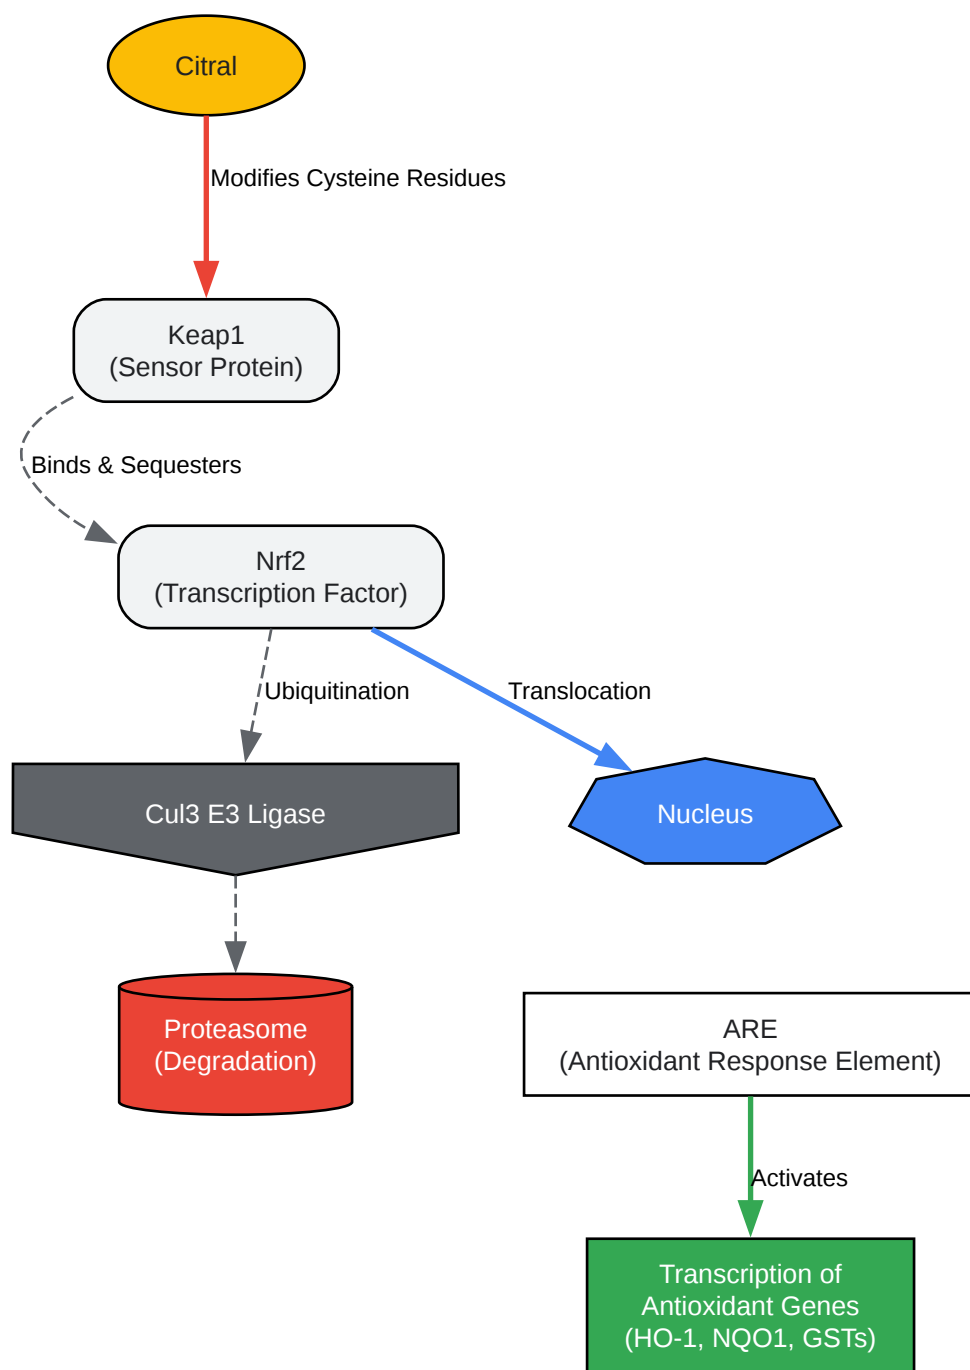 Citral
Modifies Cysteine Residues
Keap1
(Sensor Protein)
Binds & Sequesters
Nrf2
(Transcription Factor)
Ubiquitination
Translocation
Cul3 E3 Ligase
Nucleus
Proteasome
(Degradation)
ARE
(Antioxidant Response Element)
Activates
Transcription of
Antioxidant Genes
(HO-1, NQO1, GSTs)